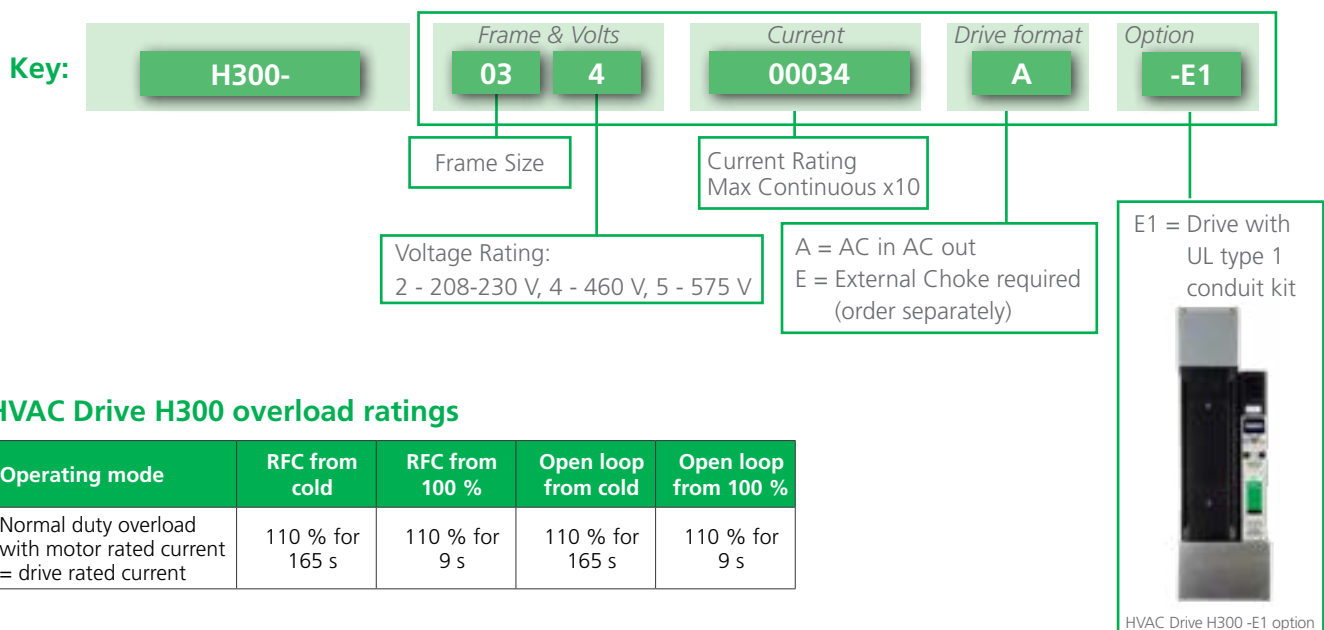 Key:
H300-
Frame & Volts
03 4
Current
00034
Drive format
A
Option
-E1
Frame Size
Current Rating
Max Continuous x10
Voltage Rating:
2 - 208-230 V, 4 - 460 V, 5 - 575 V
A = AC in AC out
E = External Choke required
(order separately)
E1 = Drive with
UL type 1
conduit kit
HVAC Drive H300 -E1 option
HVAC Drive H300 overload ratings
Operating mode
RFC from
cold
RFC from
100 %
Open loop
from cold
Open loop
from 100 %
Normal duty overload
with motor rated current
= drive rated current
110 % for
165 s
110 % for
9 s
110 % for
165 s
110 % for
9 s